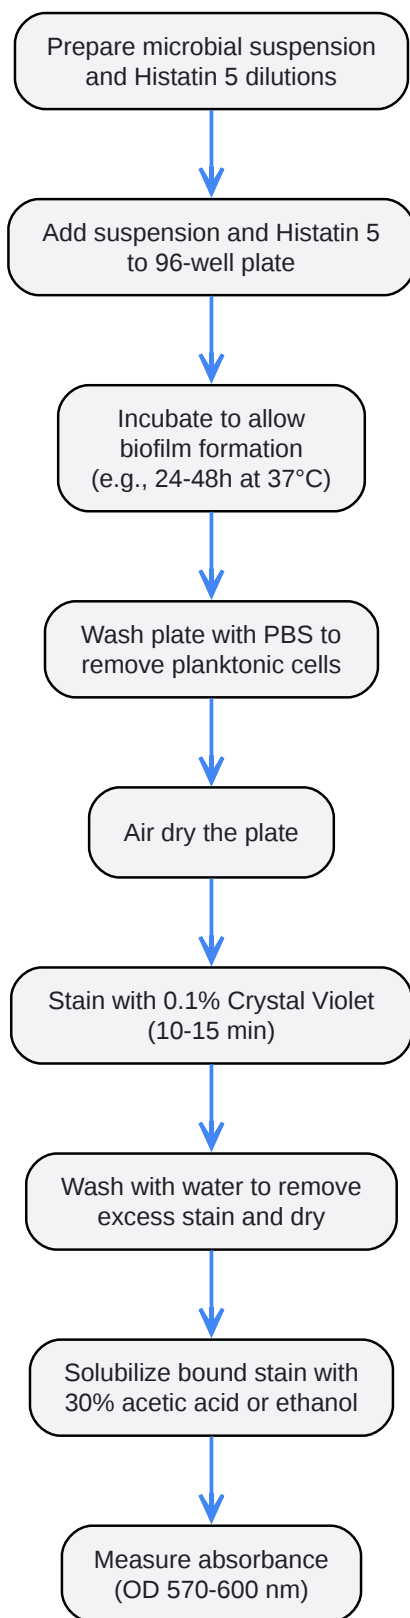 Prepare microbial suspension
and Histatin 5 dilutions
Add suspension and Histatin 5
to 96-well plate
Incubate to allow
biofilm formation
(e.g., 24-48h at 37°C)
Wash plate with PBS to
remove planktonic cells
Air dry the plate
Stain with 0.1% Crystal Violet
(10-15 min)
Wash with water to remove
excess stain and dry
Solubilize bound stain with
30% acetic acid or ethanol
Measure absorbance
(OD 570-600 nm)